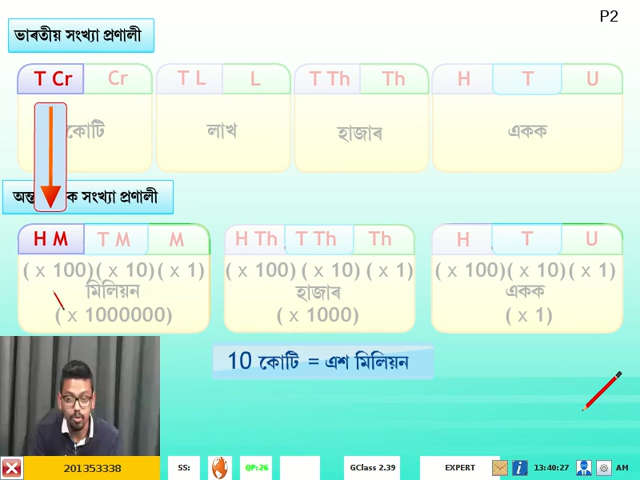 P2
ভাৰতীয় সংখ্যা প্ৰণালী
T Cr Cr T L L T Th Th H T U
কোটি লাখ হাজাৰ একক
সংখ্যা প্ৰণালী
H M T M M H Th T Th Th H T U
( x 100)( x 10)( x 1) ( x 100) ( x 10) ( x 1) ( x 100)( x 10)( x 1)
মিলিয়ন হাজাৰ একক
( x 1000000) ( x 1000) ( x 1)
10 কোটি = এশ মিলিয়ন
201353338 SS: QP:26 GClass 2.39 EXPERT 13:40:27 AM